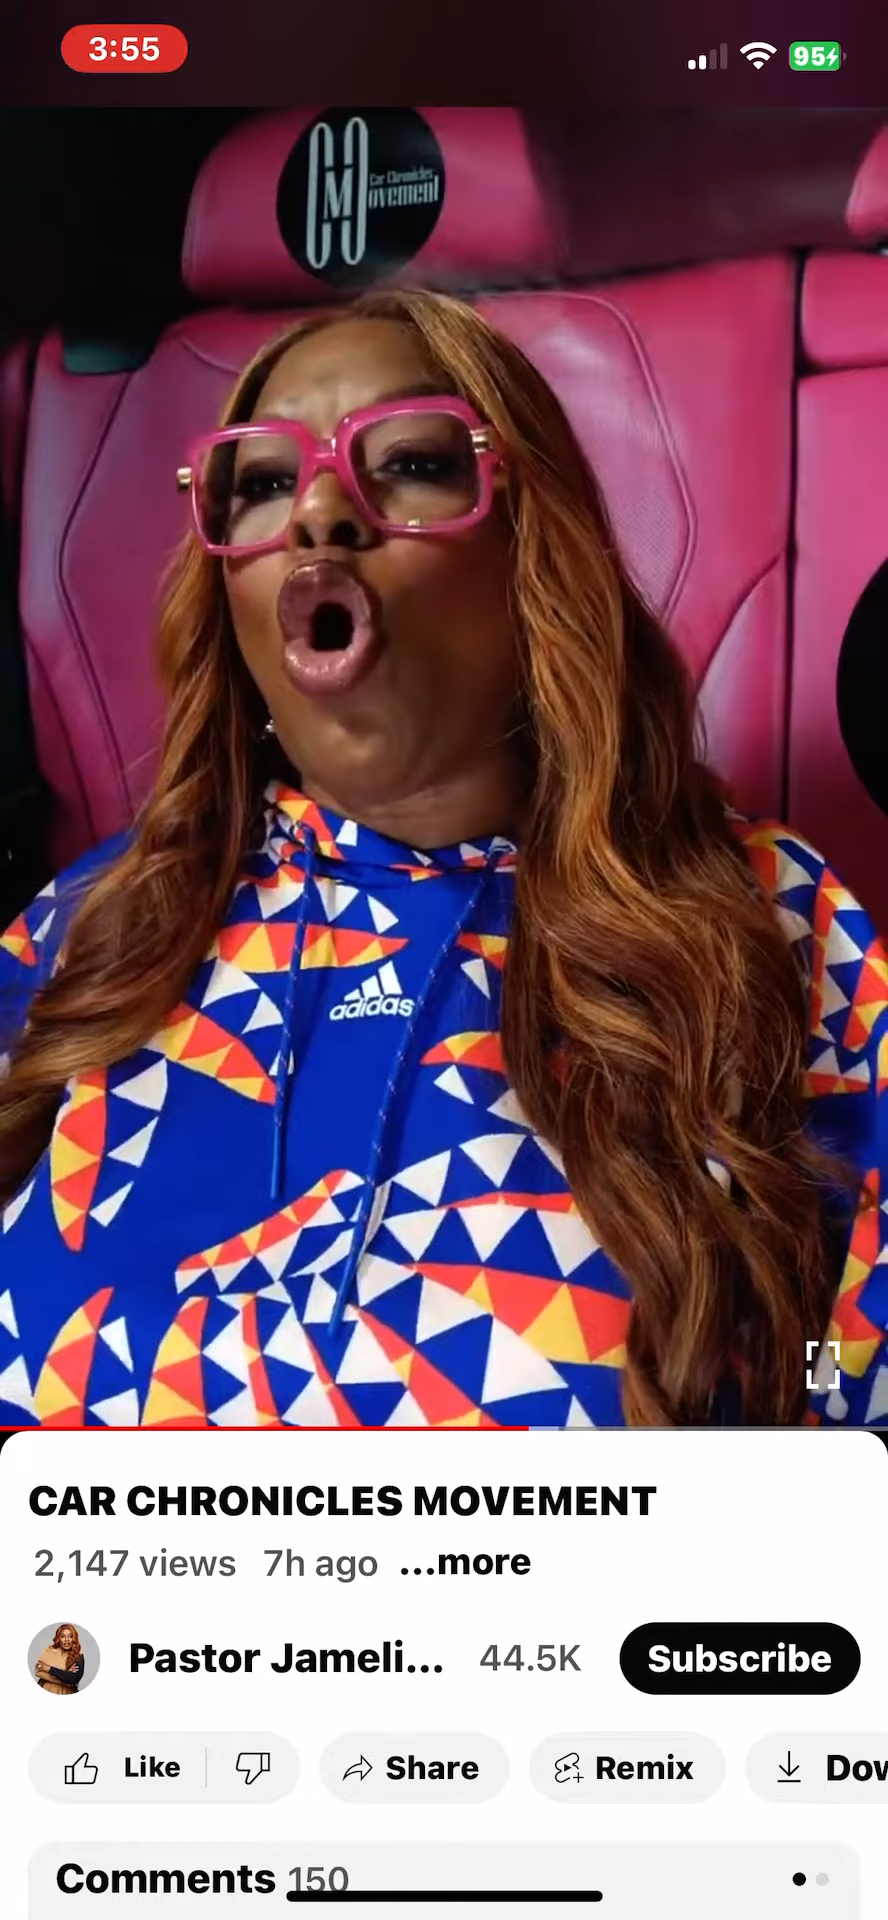 3:55
95
Car Chronicles
Movement
adidas
CAR CHRONICLES MOVEMENT
2,147 views 7h ago ...more
Pastor Jameli... 44.5K Subscribe
Like Share Remix Dow
Comments 150